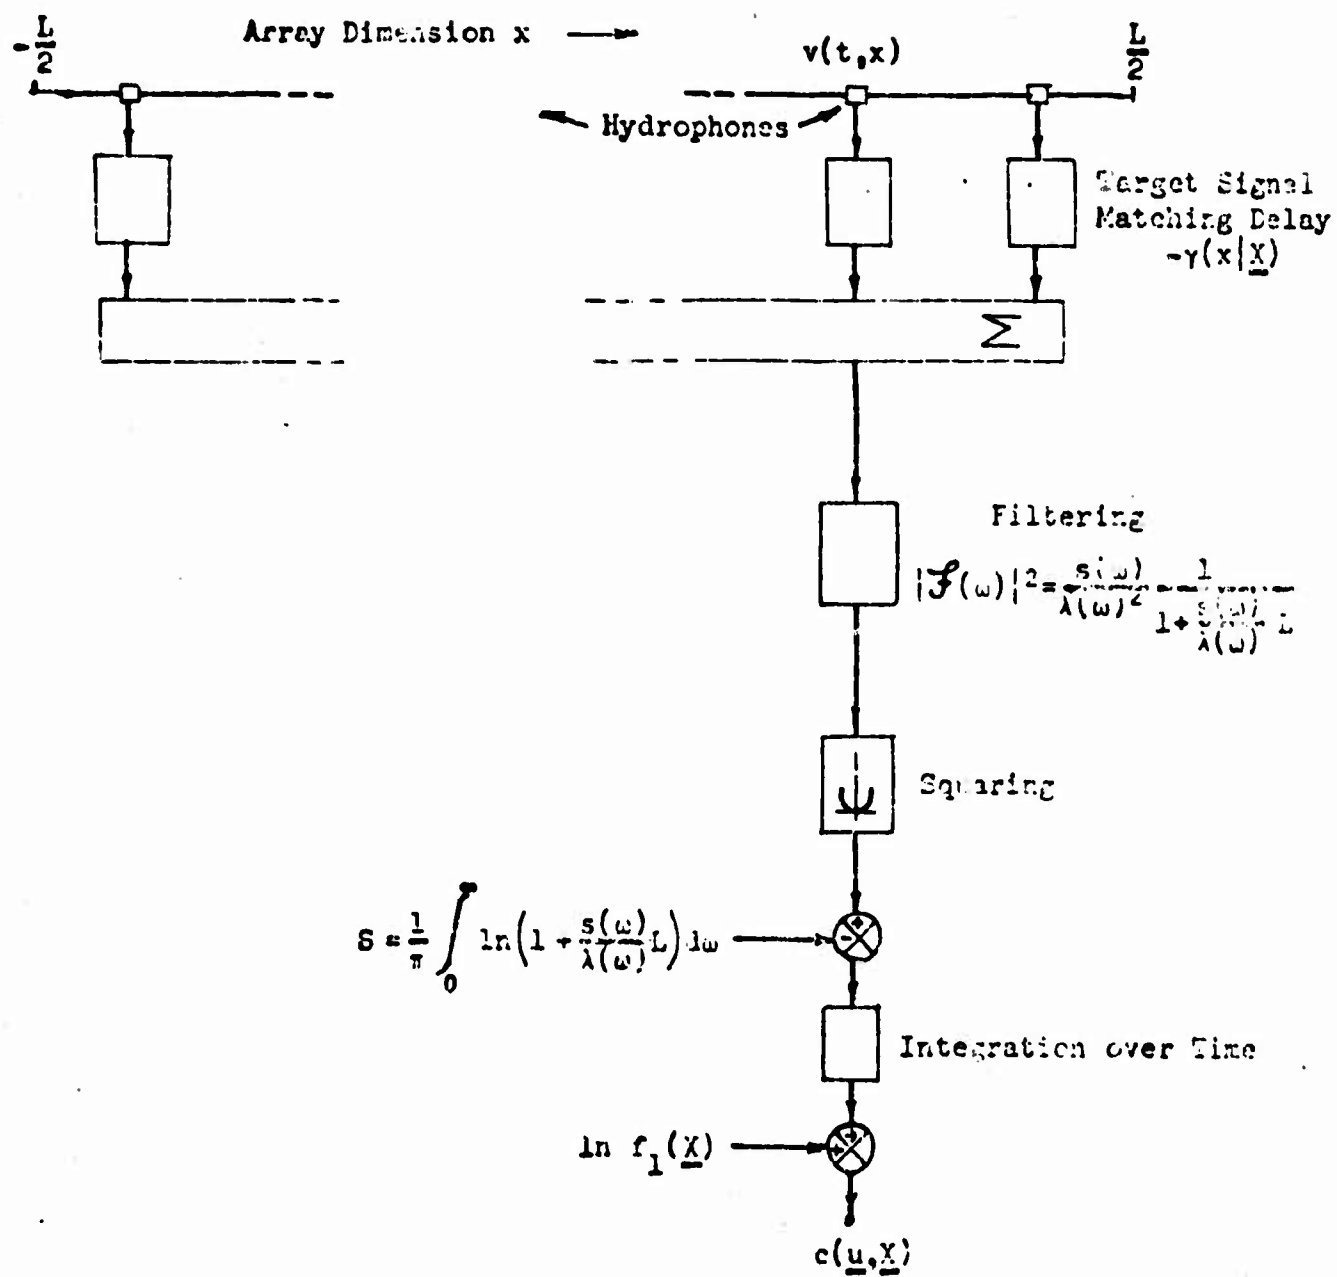 -L/2 Array Dimension x → v(t,x) L/2
Hydrophones
Target Signal
Matching Delay
-γ(x|X)
Σ
Filtering
|ℱ(ω)|² = s(ω)/λ(ω)² 1/(1+ s(ω)/λ(ω) L)
Squaring
S = 1/π ∫₀^∞ ln(1 + s(ω)/λ(ω) L) dω
+
-
Integration over Time
ln f₁(X)
+
+
c(u,X)